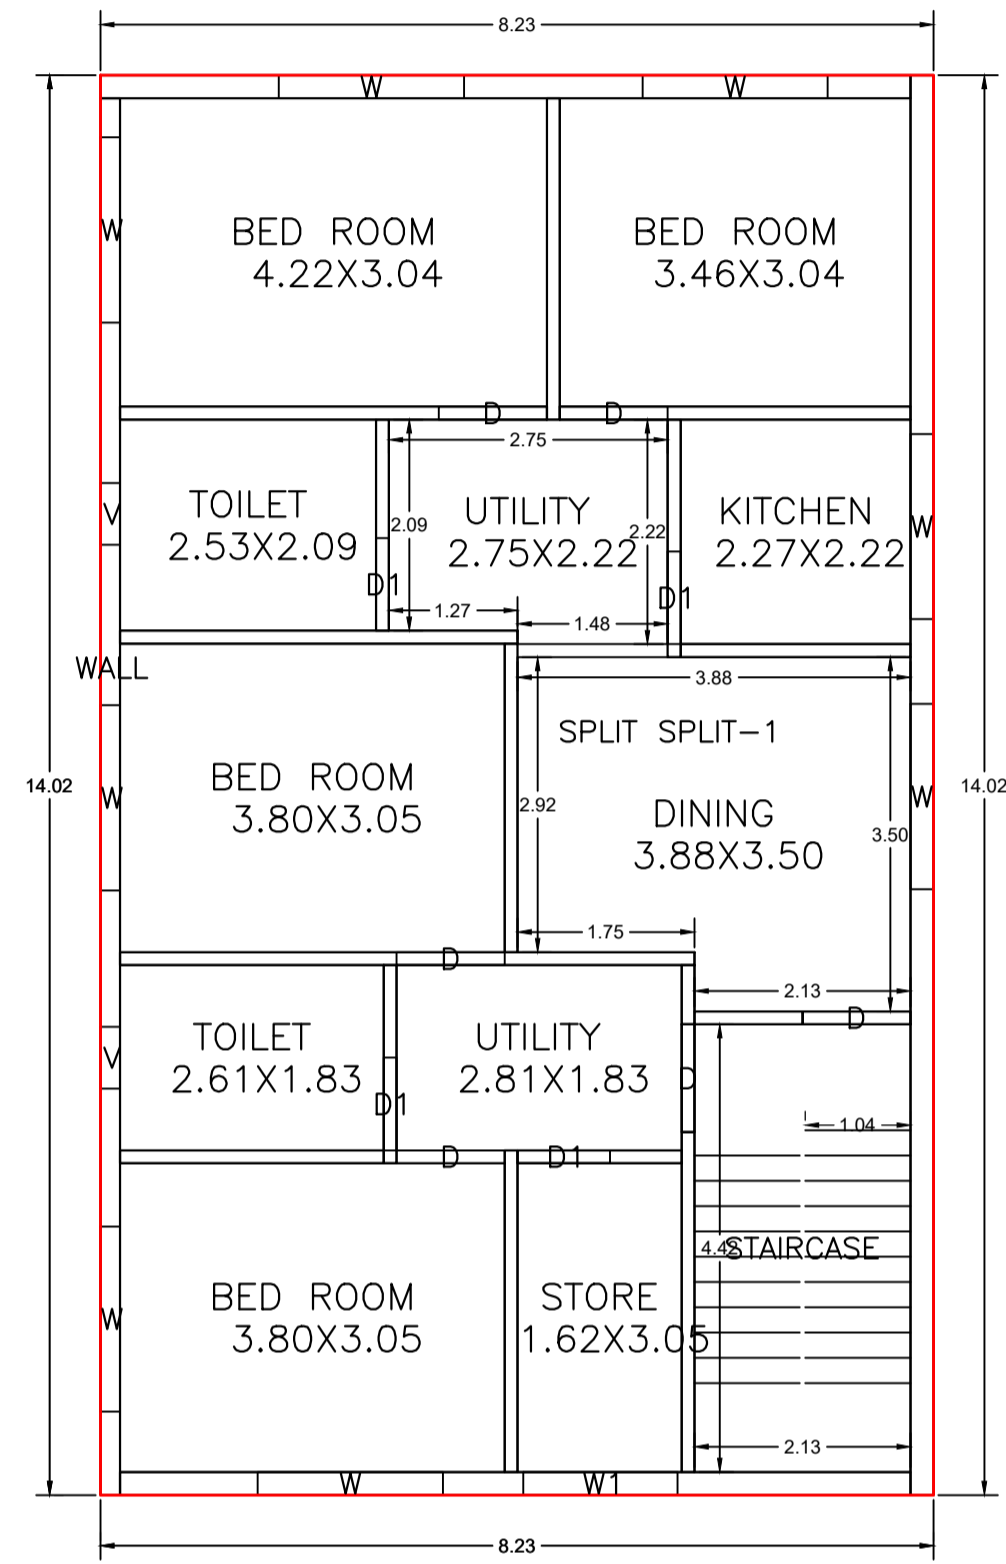 8.23
W W
W
BED ROOM
4.22X3.04
BED ROOM
3.46X3.04
D D
2.75
V
TOILET
2.53X2.09
2.09
UTILITY
2.75X2.22
2.22
KITCHEN
2.27X2.22
W
D1
D1
1.27
1.48
WALL
3.88
SPLIT SPLIT-1
14.02
14.02
W
BED ROOM
3.80X3.05
2.92
DINING
3.88X3.50
3.50
W
1.75
D
2.13
D
V
TOILET
2.61X1.83
UTILITY
2.81X1.83
D
D1
1.04
D D1
4.42
STAIRCASE
W
BED ROOM
3.80X3.05
STORE
1.62X3.05
2.13
W W1
8.23